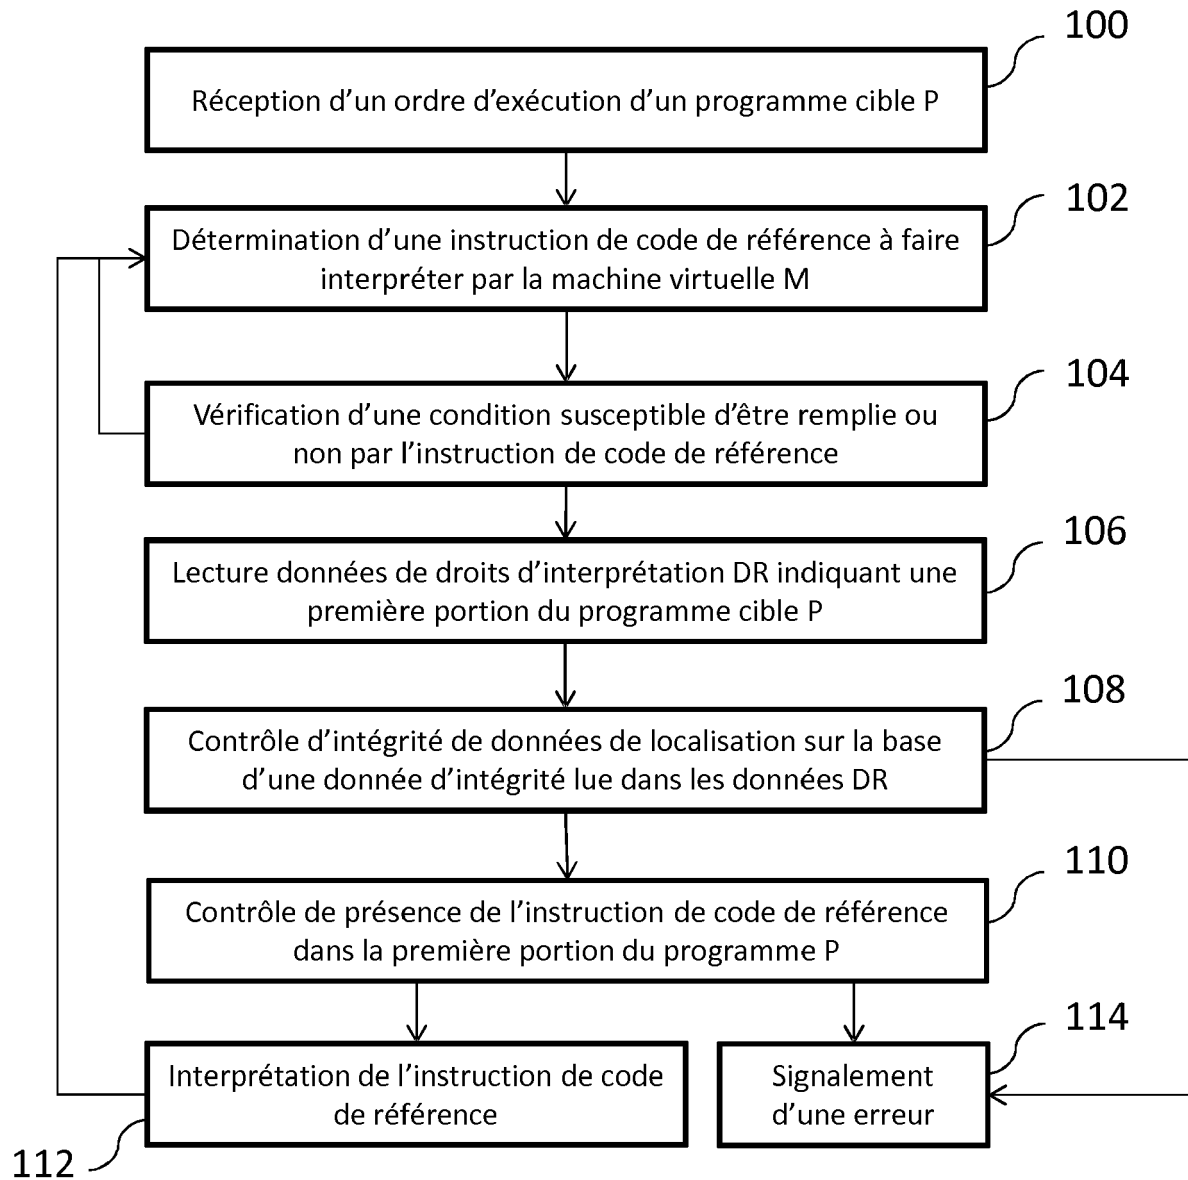 100
Réception d'un ordre d'exécution d'un programme cible P
102
Détermination d'une instruction de code de référence à faire
interpréter par la machine virtuelle M
104
Vérification d'une condition susceptible d'être remplie ou
non par l'instruction de code de référence
106
Lecture données de droits d'interprétation DR indiquant une
première portion du programme cible P
108
Contrôle d'intégrité de données de localisation sur la base
d'une donnée d'intégrité lue dans les données DR
110
Contrôle de présence de l'instruction de code de référence
dans la première portion du programme P
114
Interprétation de l'instruction de code
de référence
Signalement
d'une erreur
112